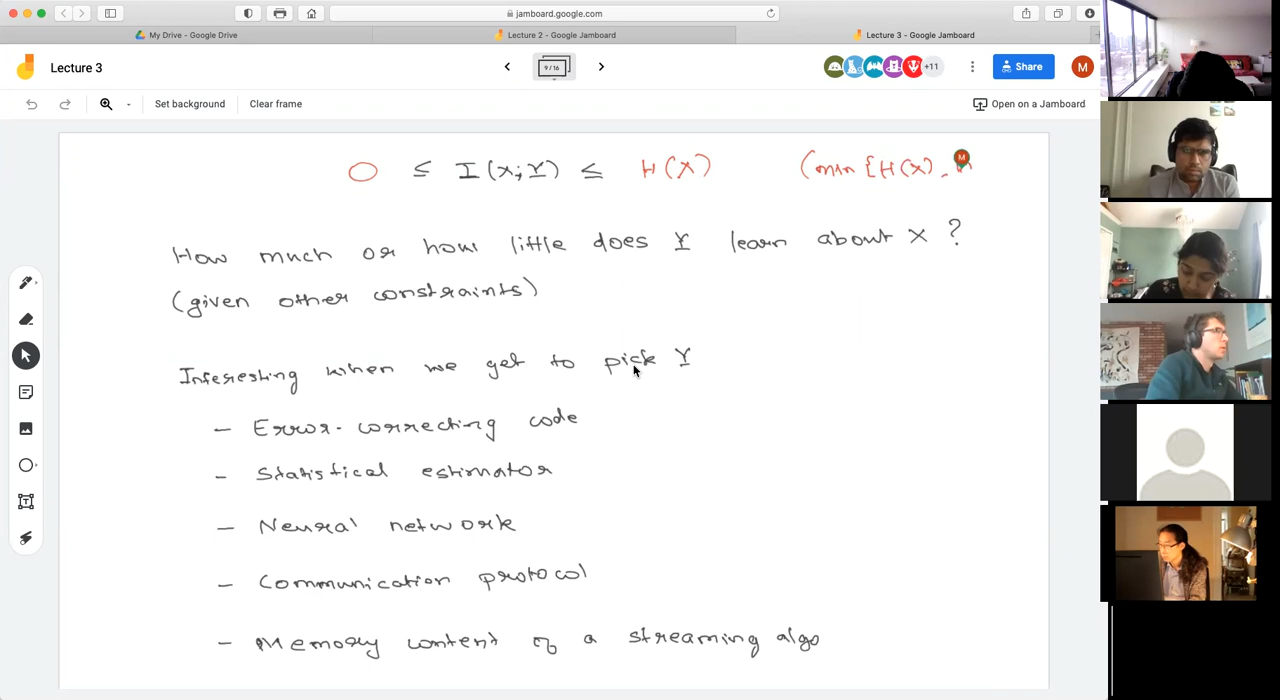 jamboard.google.com
My Drive - Google Drive
Lecture 2 - Google Jamboard
Lecture 3 - Google Jamboard
Lecture 3
9/16
+11
Share
M
Set background
Clear frame
Open on a Jamboard
0 ≤ I(X;Y) ≤ H(X) (min {H(X),
M
How much or how little does Y learn about X ?
(given other constraints)
Interesting when we get to pick Y
- Error-correcting code
- Statistical estimator
- Neural network
- Communication protocol
- Memory content of a streaming algo